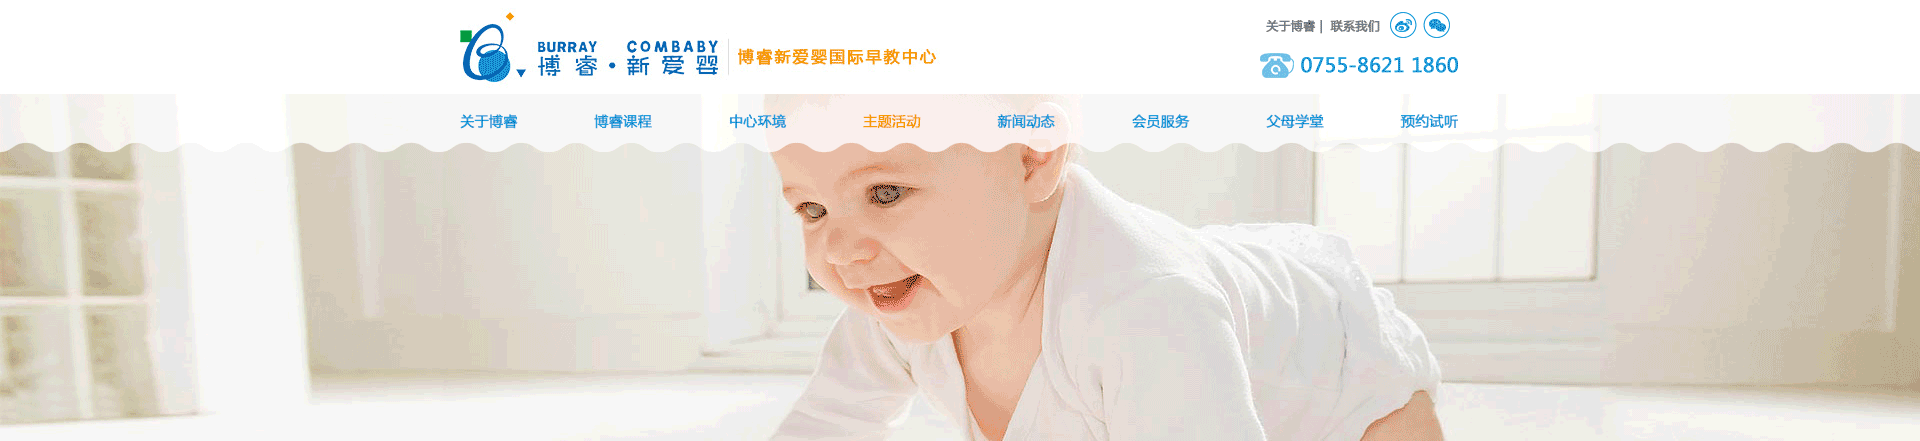 关于博睿 | 联系我们
BURRAY · COMBABY
博睿·新爱婴
博睿新爱婴国际早教中心
0755-8621 1860
关于博睿 博睿课程 中心环境 主题活动 新闻动态 会员服务 父母学堂 预约试听